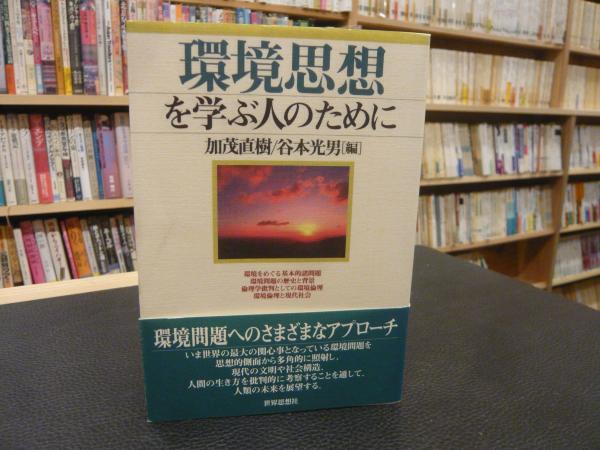 環境思想
を学ぶ人のために
加茂直樹/谷本光男[編]
環境をめぐる基本的諸問題
環境問題の歴史と背景
倫理学批判としての環境倫理
環境倫理と現代社会
環境問題へのさまざまなアプローチ
いま世界の最大の関心事となっている環境問題を
思想的側面から多角的に照射し、
現代の文明や社会構造、
人間の生き方を批判的に考察することを通して、
人類の未来を展望する。
世界思想社